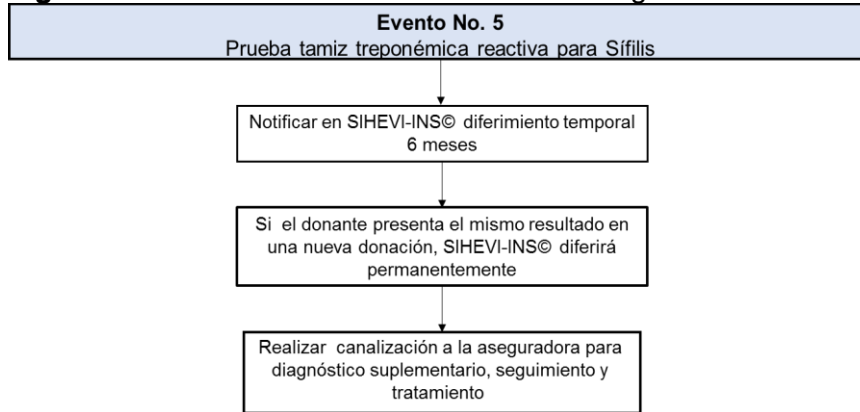 Evento No. 5
Prueba tamiz treponémica reactiva para Sífilis
Notificar en SIHEVI-INS© diferimiento temporal
6 meses
Si el donante presenta el mismo resultado en
una nueva donación, SIHEVI-INS© diferirá
permanentemente
Realizar canalización a la aseguradora para
diagnóstico suplementario, seguimiento y
tratamiento